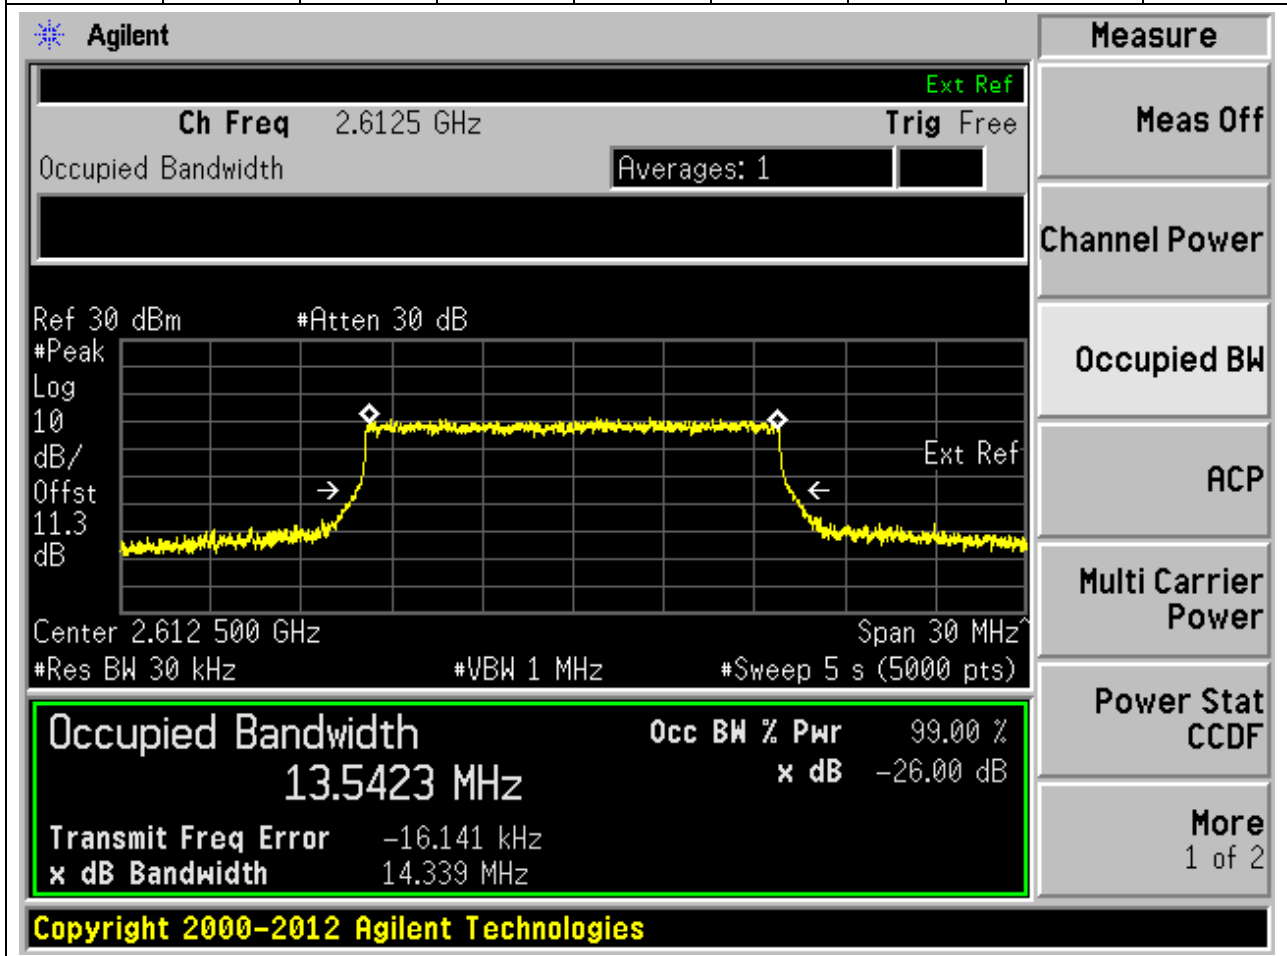 Agilent
Measure
Ext Ref
Ch Freq 2.6125 GHz Trig Free
Meas Off
Occupied Bandwidth Averages: 1
Channel Power
Ref 30 dBm #Atten 30 dB
#Peak
Log
10
dB/
Offst
11.3
dB
Ext Ref
Occupied BW
ACP
Multi Carrier
Power
Center 2.612 500 GHz Span 30 MHz^
#Res BW 30 kHz #VBW 1 MHz #Sweep 5 s (5000 pts)
Power Stat
CCDF
Occupied Bandwidth Occ BW % Pwr 99.00 %
13.5423 MHz x dB -26.00 dB
Transmit Freq Error -16.141 kHz
x dB Bandwidth 14.339 MHz
More
1 of 2
Copyright 2000-2012 Agilent Technologies